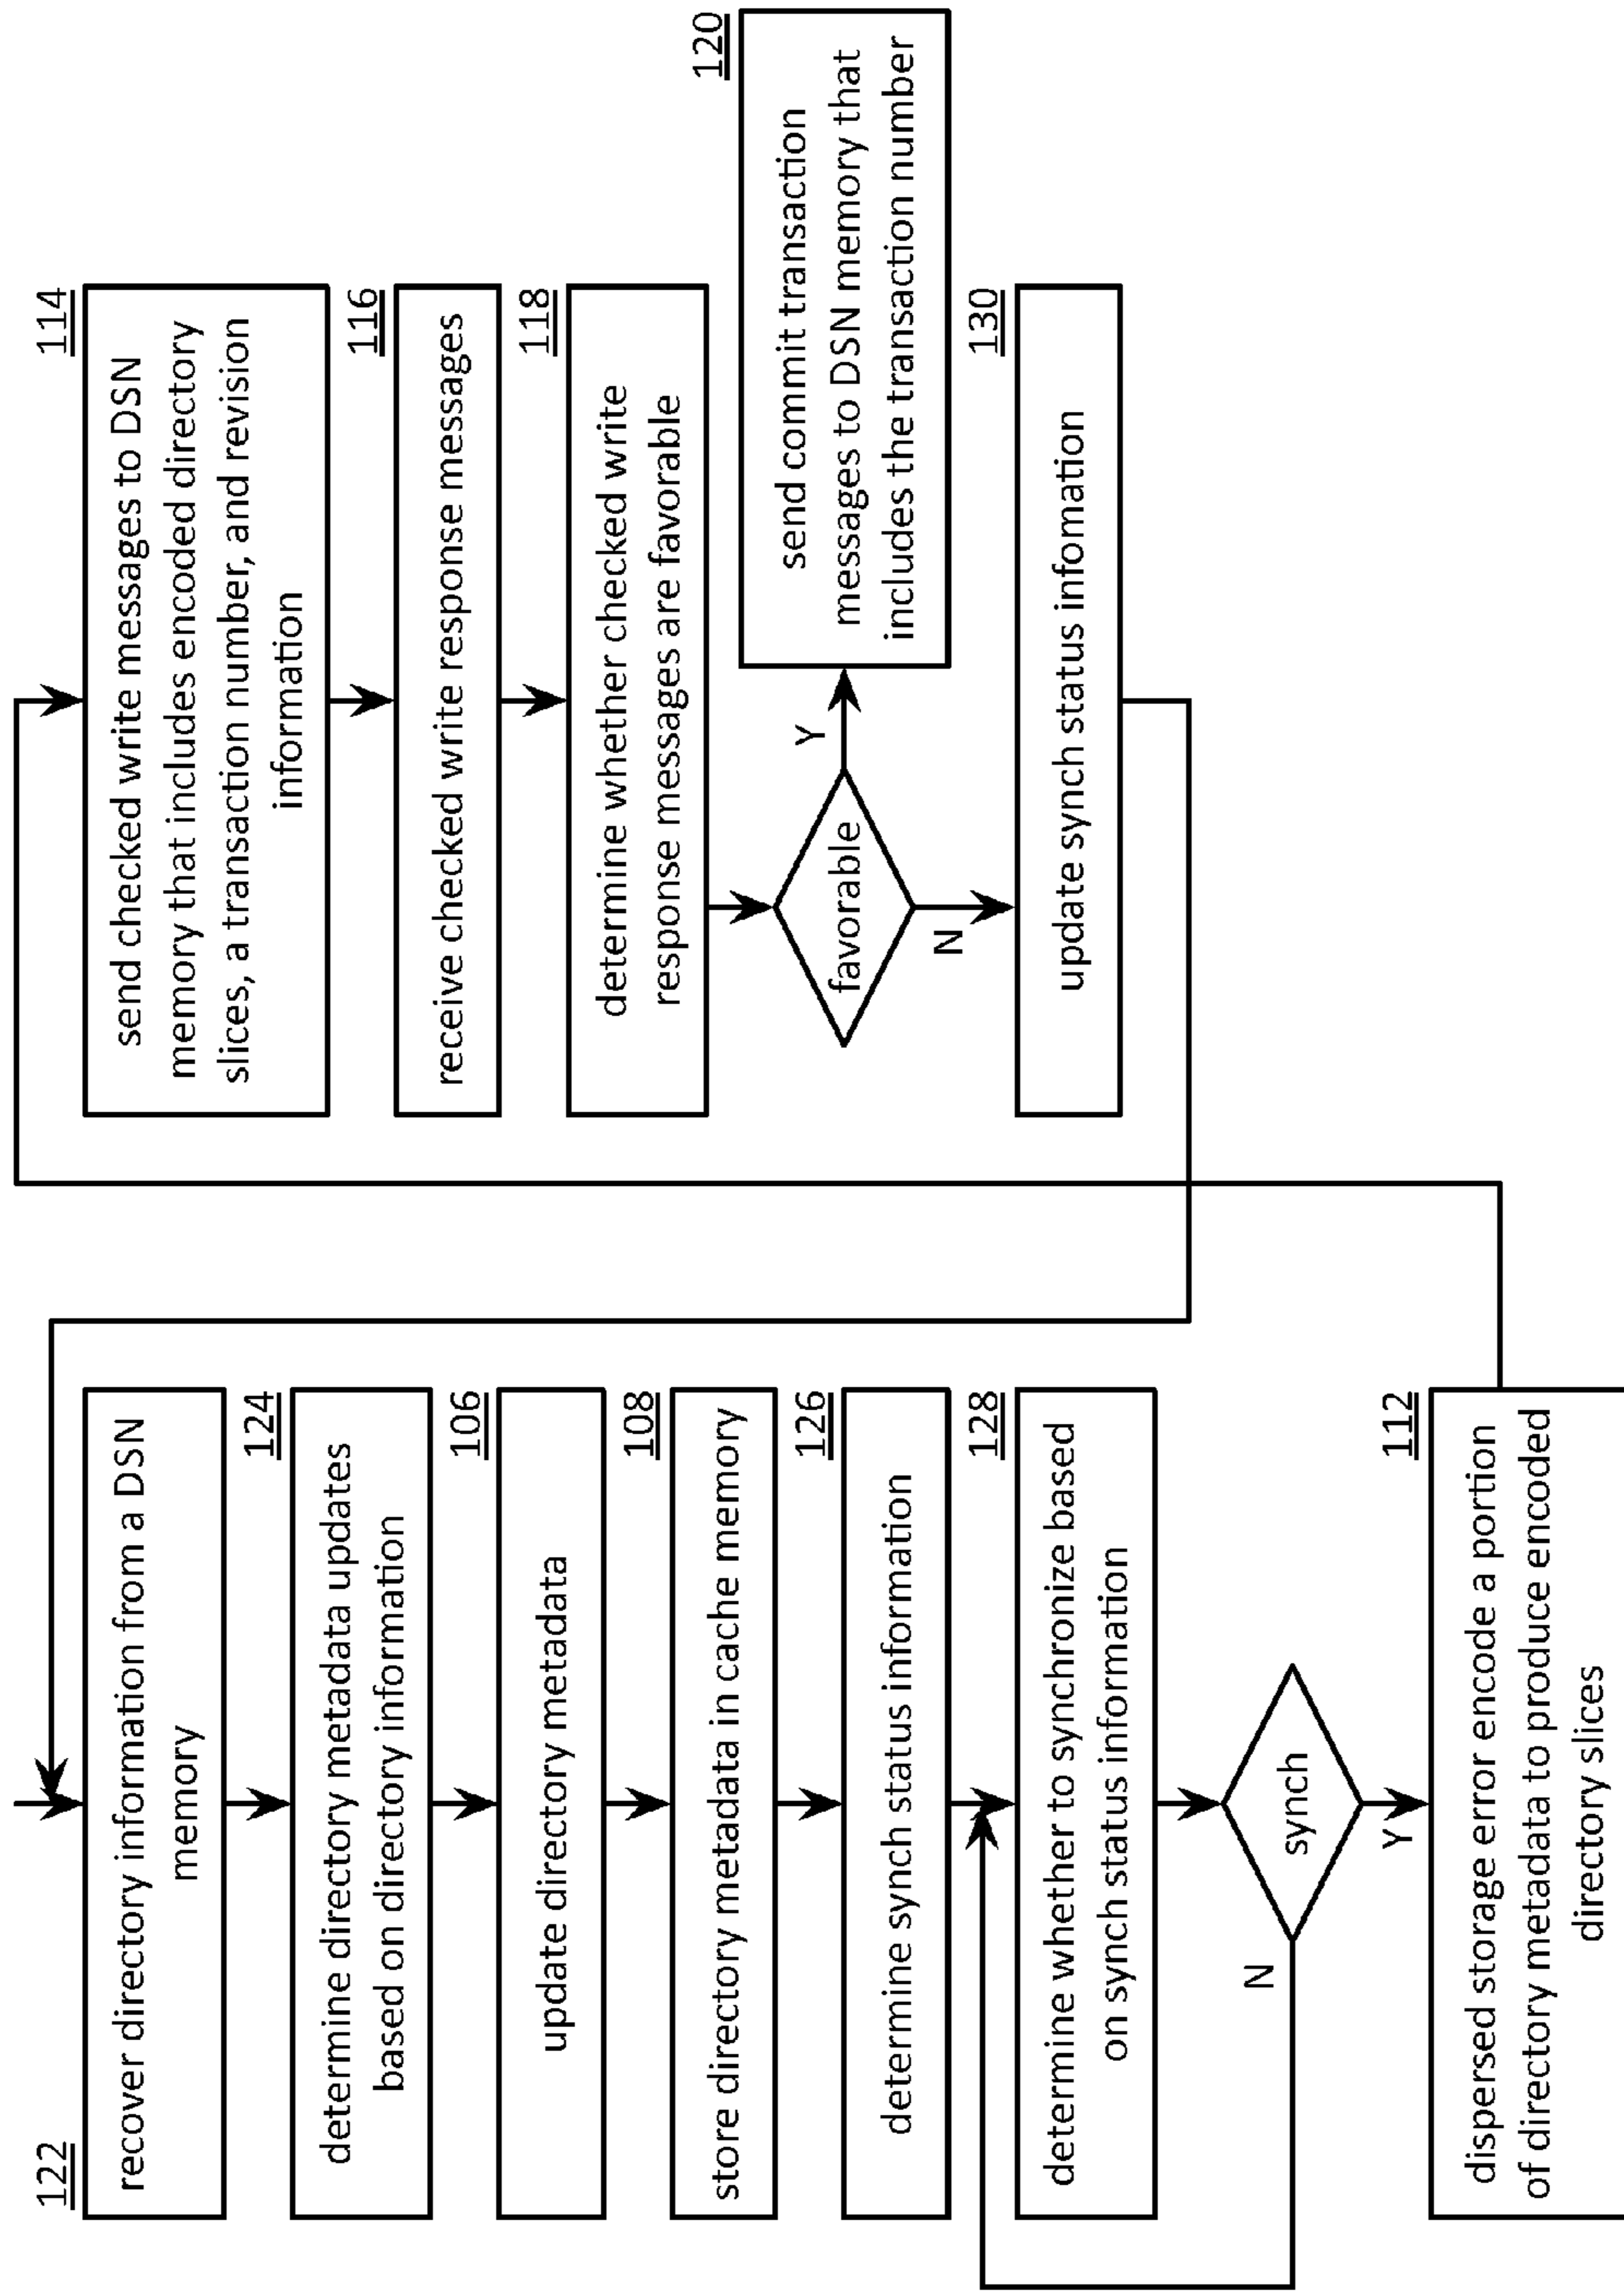 122
recover directory information from a DSN
memory
124
determine directory metadata updates
based on directory information
106
update directory metadata
108
store directory metadata in cache memory
126
determine synch status information
128
determine whether to synchronize based
on synch status information
synch
N
Y
112
dispersed storage error encode a portion
of directory metadata to produce encoded
directory slices
114
send checked write messages to DSN
memory that includes encoded directory
slices, a transaction number, and revision
information
116
receive checked write response messages
118
determine whether checked write
response messages are favorable
favorable
Y
N
120
send commit transaction
messages to DSN memory that
includes the transaction number
130
update synch status infomation